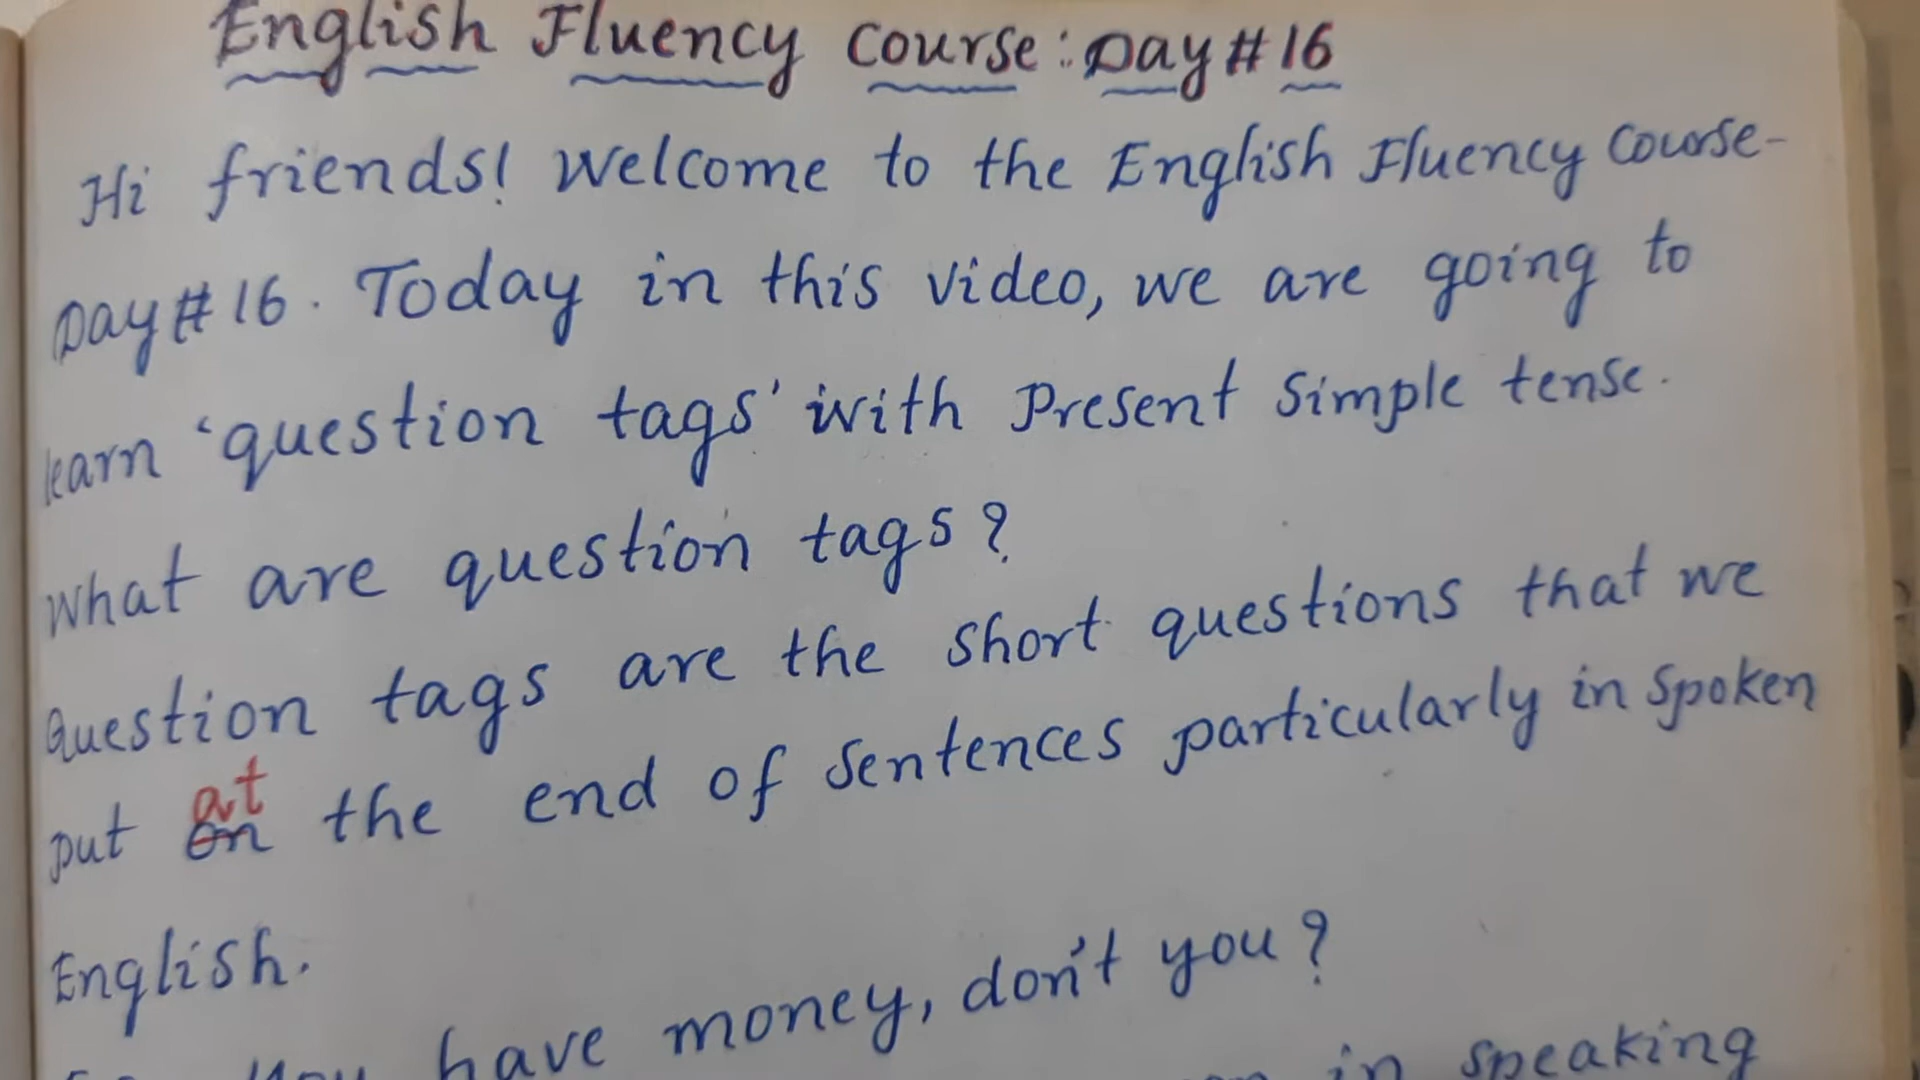 English Fluency Course: Day # 16
Hi friends! Welcome to the English Fluency Course-
Day # 16. Today in this video, we are going to
learn 'question tags' with Present Simple tense.
What are question tags?
Question tags are the short questions that we
put on at the end of sentences particularly in spoken
English.
You have money, don't you?
in speaking